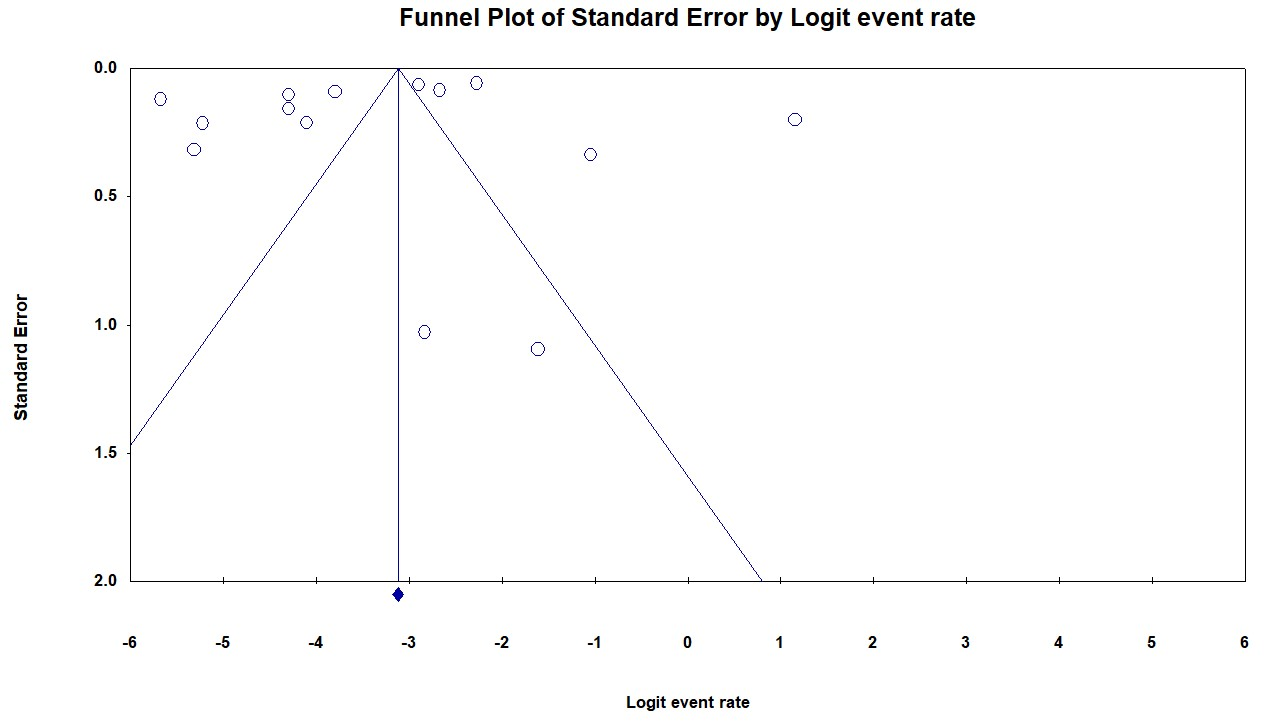 Funnel Plot of Standard Error by Logit event rate
0.0
0.5
1.0
1.5
2.0
Standard Error
-6 -5 -4 -3 -2 -1 0 1 2 3 4 5 6
Logit event rate